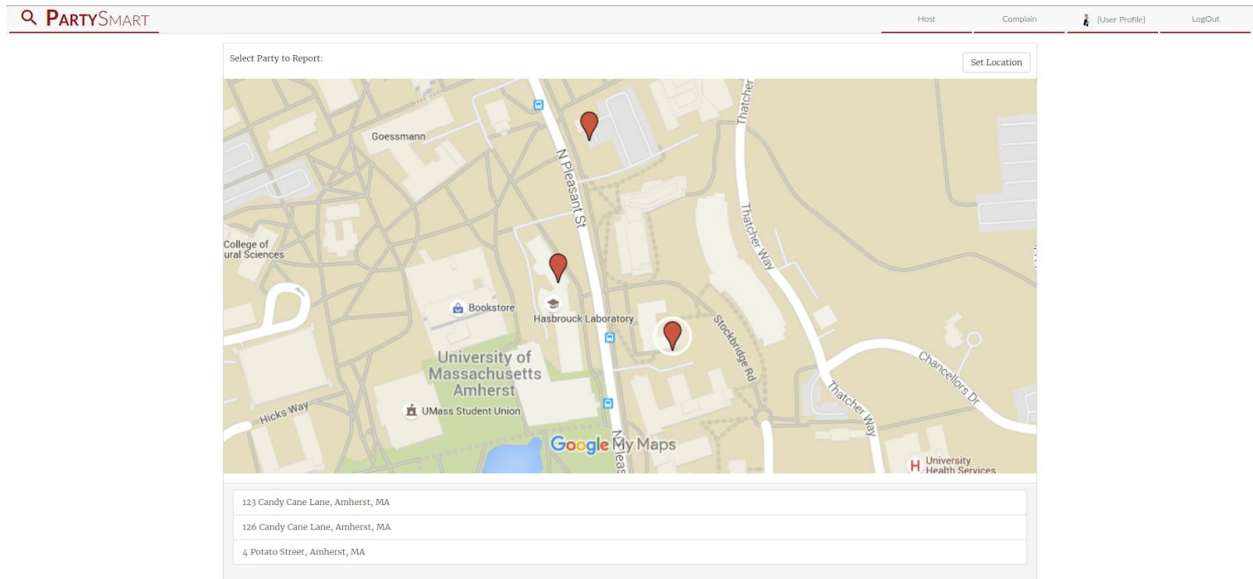 PARTYSMART
Host
Complain
[User Profile]
LogOut
Select Party to Report:
Set Location
Goessmann
N Pleasant St
Thatcher
Thatcher Way
College of
ural Sciences
Bookstore
Hasbrouck Laboratory
Stockbridge Rd
University of
Massachusetts
Amherst
UMass Student Union
Hicks Way
Chancellors Dr
Thatcher Way
N Pleas
Google My Maps
University
Health Services
123 Candy Cane Lane, Amherst, MA
126 Candy Cane Lane, Amherst, MA
4 Potato Street, Amherst, MA